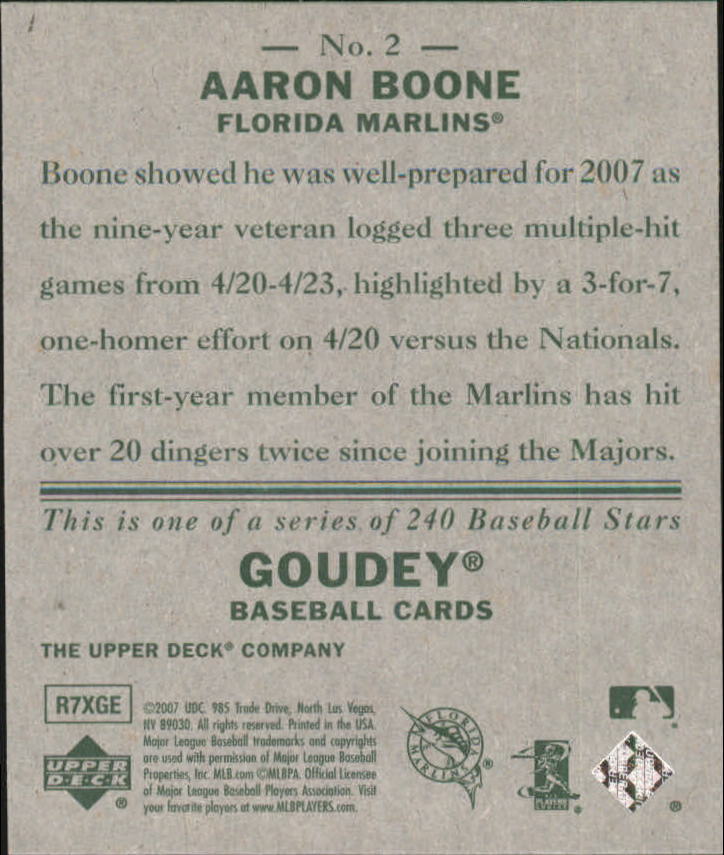 — No. 2 —
AARON BOONE
FLORIDA MARLINS®
Boone showed he was well-prepared for 2007 as
the nine-year veteran logged three multiple-hit
games from 4/20-4/23, highlighted by a 3-for-7,
one-homer effort on 4/20 versus the Nationals.
The first-year member of the Marlins has hit
over 20 dingers twice since joining the Majors.
This is one of a series of 240 Baseball Stars
GOUDEY®
BASEBALL CARDS
THE UPPER DECK® COMPANY
R7XGE
UPPER
D·E·C·K
®
©2007 UDC. 985 Trade Drive, North Las Vegas,
NV 89030. All rights reserved. Printed in the USA.
Major League Baseball trademarks and copyrights
are used with permission of Major League Baseball
Properties, Inc. MLB.com ©MLBPA. Official Licensee
of Major League Baseball Players Association. Visit
your favorite players at www.MLBPLAYERS.com.
FLORIDA
MARLINS
®
PLAYERS
CHOICE
®